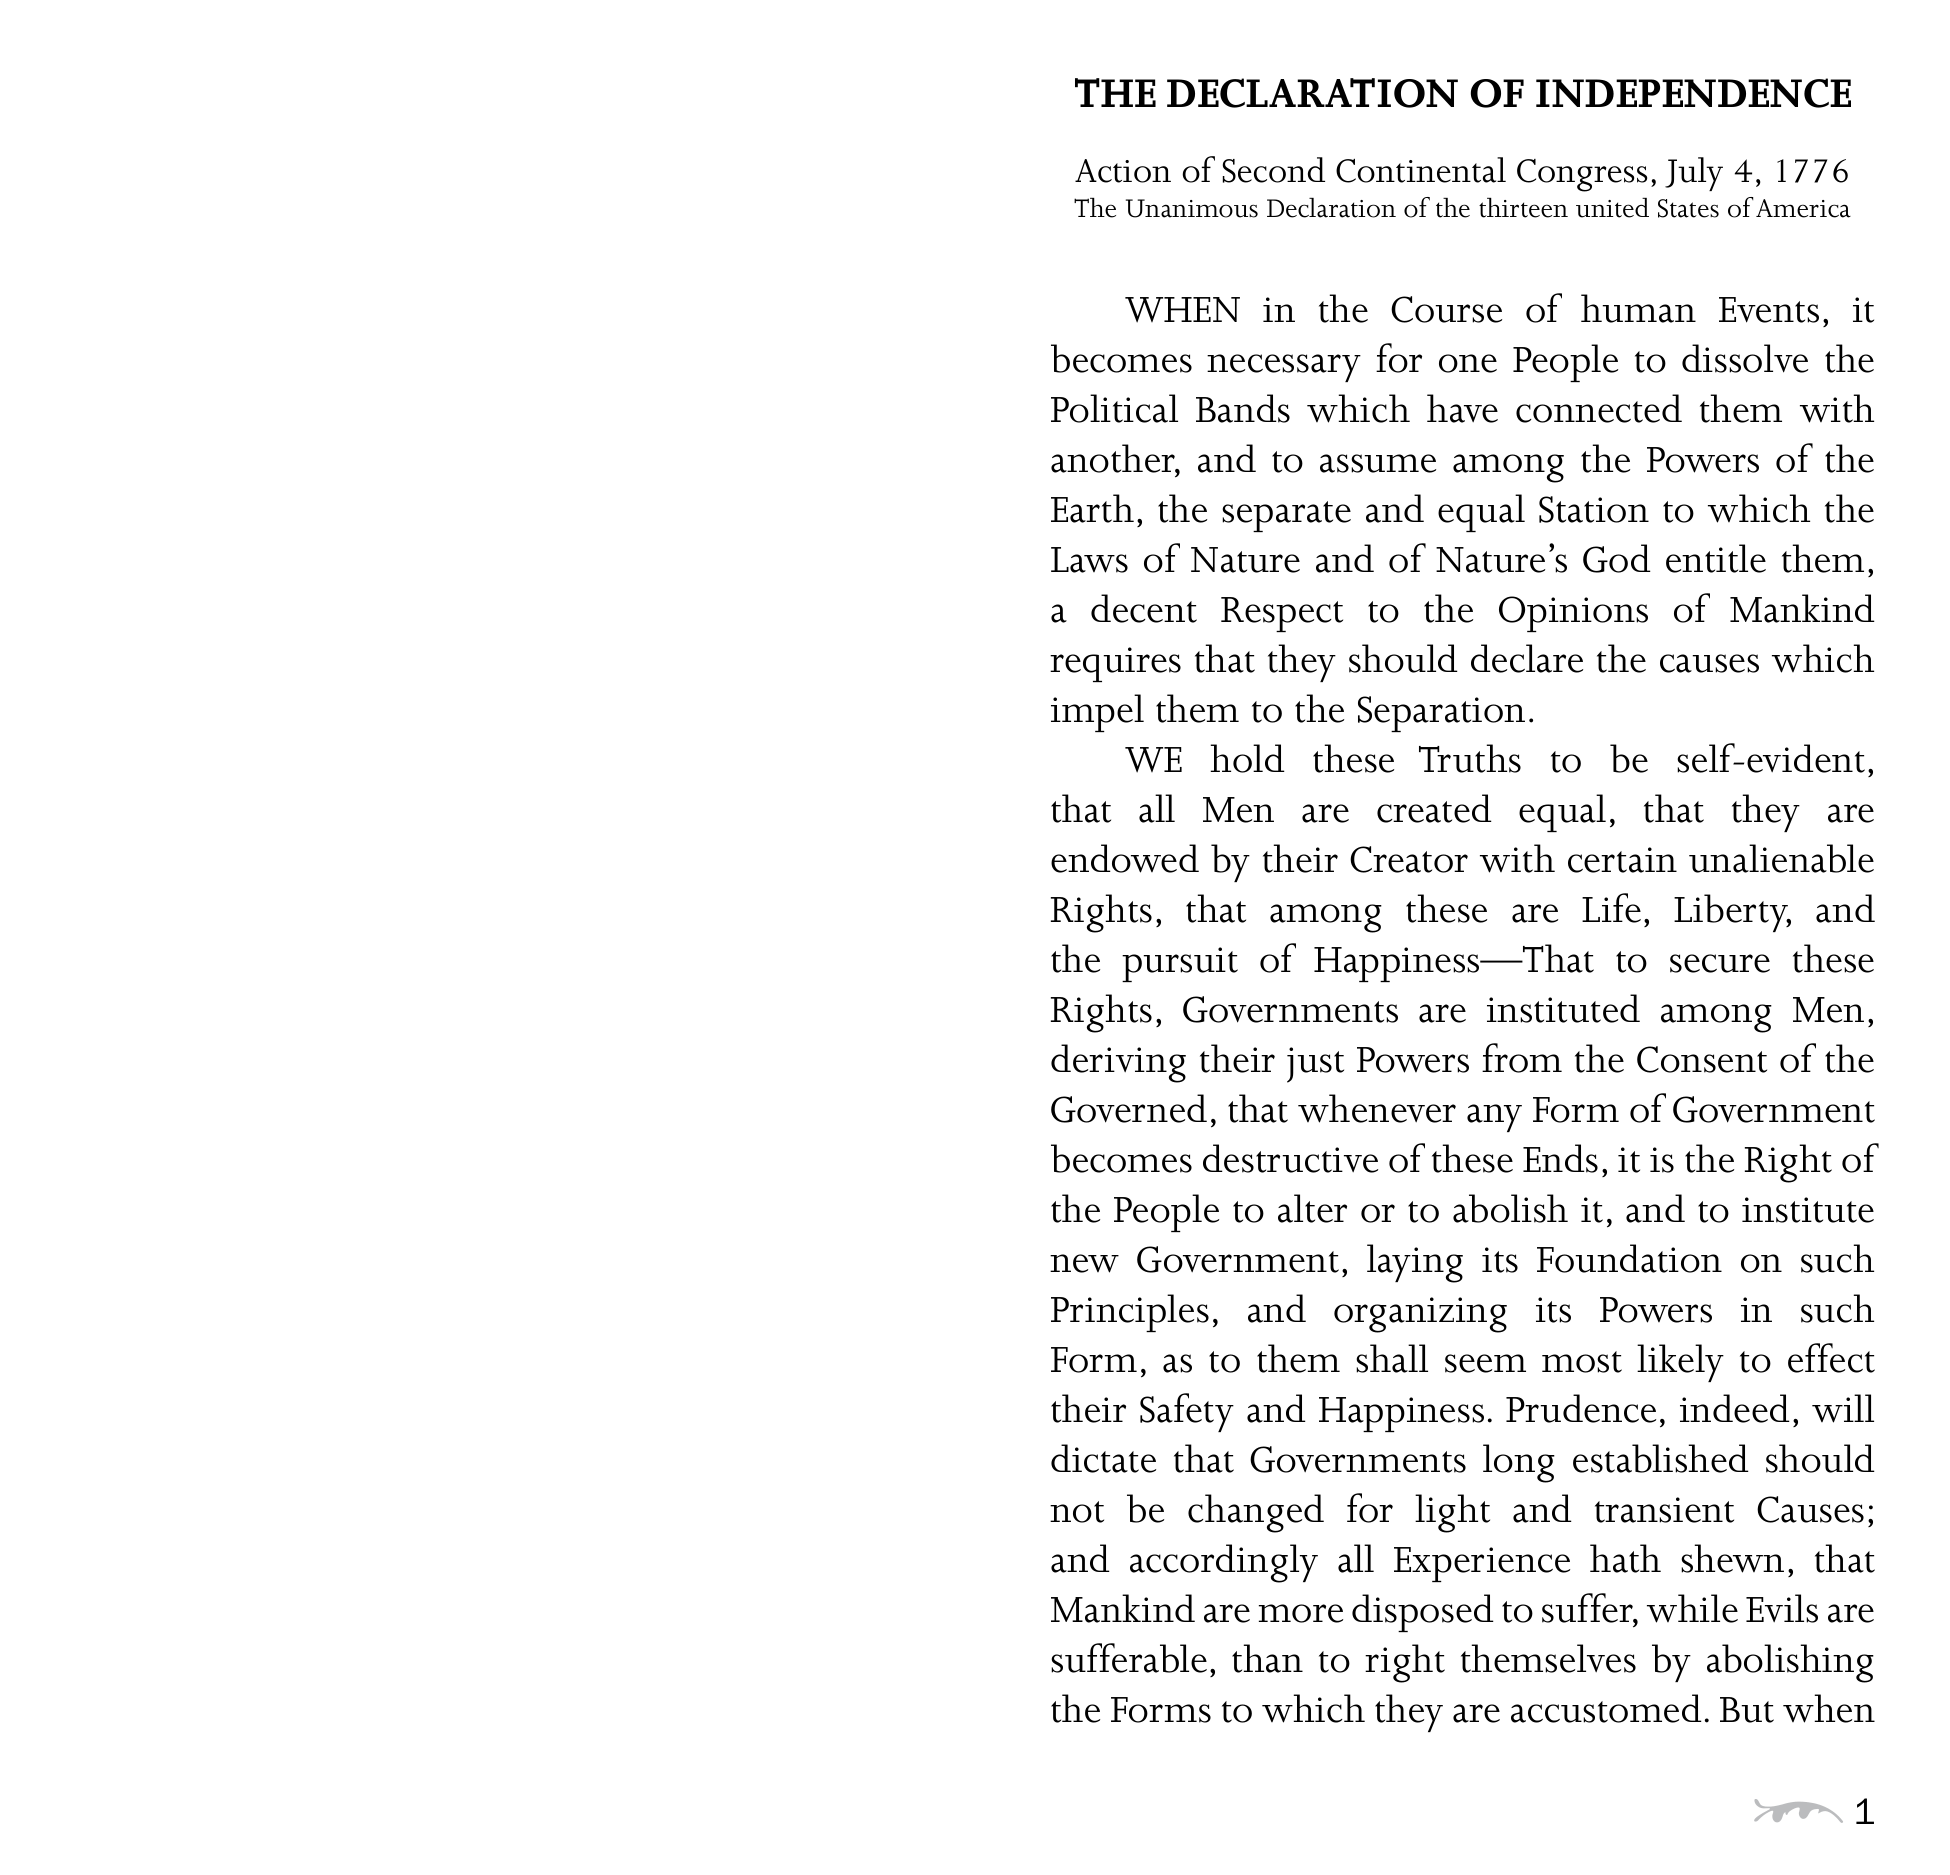 THE DECLARATION OF INDEPENDENCE
Action of Second Continental Congress, July 4, 1776
The Unanimous Declaration of the thirteen united States of America
WHEN in the Course of human Events, it
becomes necessary for one People to dissolve the
Political Bands which have connected them with
another, and to assume among the Powers of the
Earth, the separate and equal Station to which the
Laws of Nature and of Nature’s God entitle them,
a decent Respect to the Opinions of Mankind
requires that they should declare the causes which
impel them to the Separation.
WE hold these Truths to be self-evident,
that all Men are created equal, that they are
endowed by their Creator with certain unalienable
Rights, that among these are Life, Liberty, and
the pursuit of Happiness—That to secure these
Rights, Governments are instituted among Men,
deriving their just Powers from the Consent of the
Governed, that whenever any Form of Government
becomes destructive of these Ends, it is the Right of
the People to alter or to abolish it, and to institute
new Government, laying its Foundation on such
Principles, and organizing its Powers in such
Form, as to them shall seem most likely to effect
their Safety and Happiness. Prudence, indeed, will
dictate that Governments long established should
not be changed for light and transient Causes;
and accordingly all Experience hath shewn, that
Mankind are more disposed to suffer, while Evils are
sufferable, than to right themselves by abolishing
the Forms to which they are accustomed. But when
1